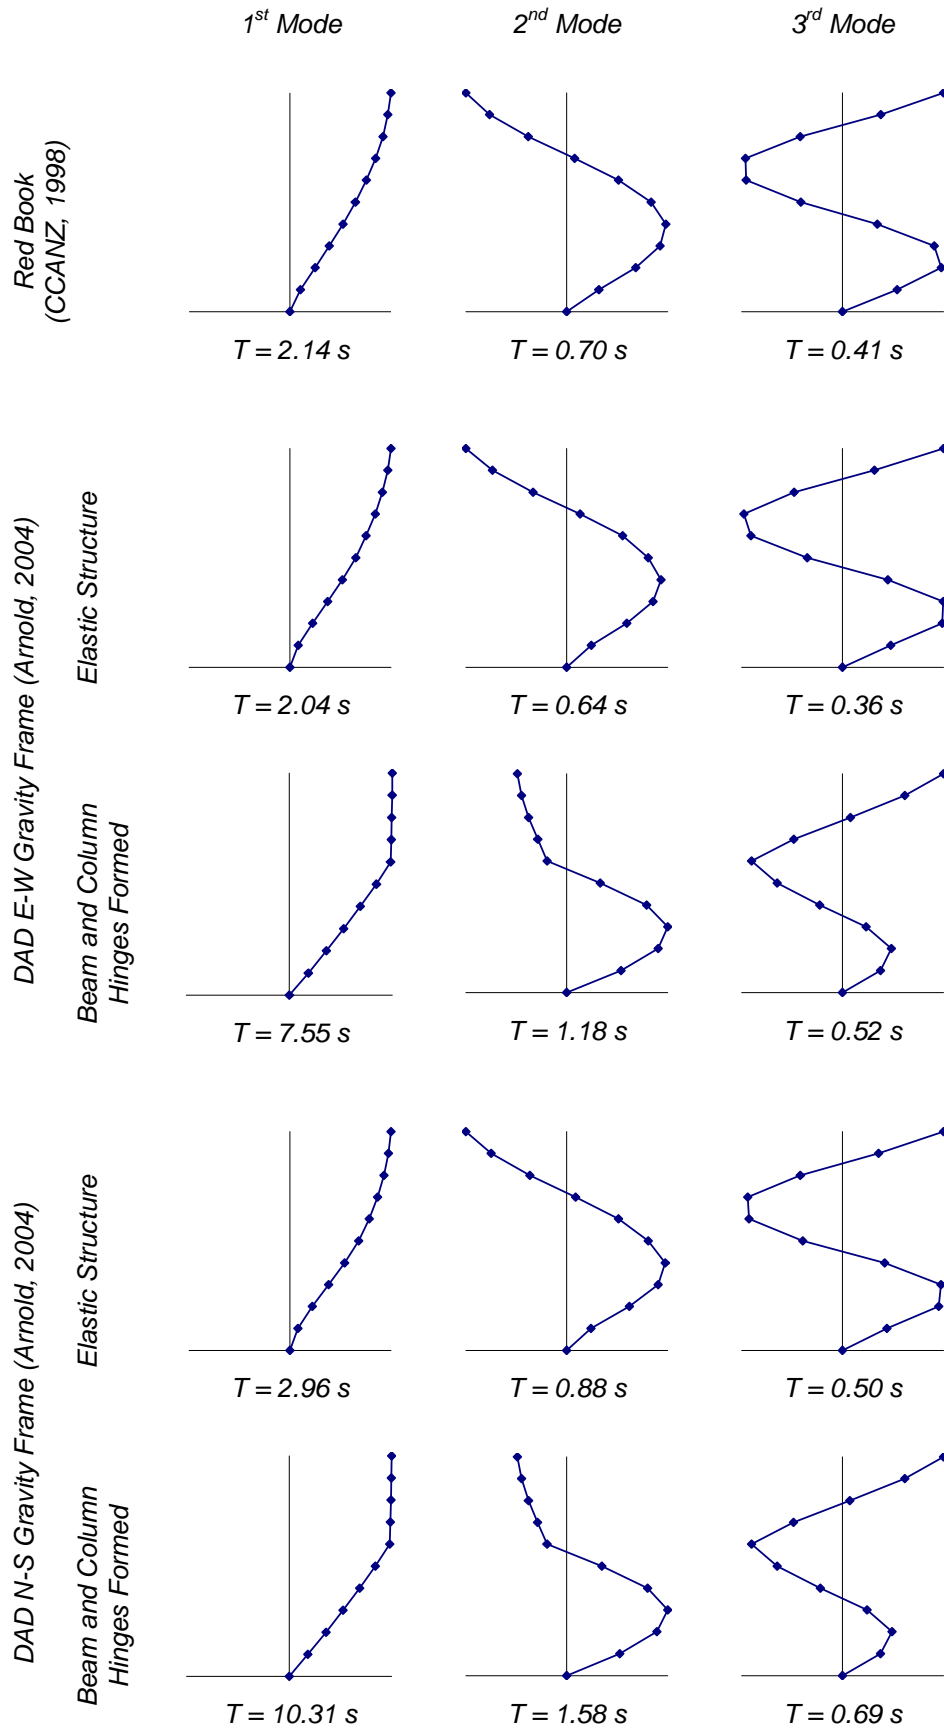 1st Mode
2nd Mode
3rd Mode
Red Book
(CCANZ, 1998)
T = 2.14 s
T = 0.70 s
T = 0.41 s
DAD E-W Gravity Frame (Arnold, 2004)
Elastic Structure
T = 2.04 s
T = 0.64 s
T = 0.36 s
Beam and Column
Hinges Formed
T = 7.55 s
T = 1.18 s
T = 0.52 s
DAD N-S Gravity Frame (Arnold, 2004)
Elastic Structure
T = 2.96 s
T = 0.88 s
T = 0.50 s
Beam and Column
Hinges Formed
T = 10.31 s
T = 1.58 s
T = 0.69 s